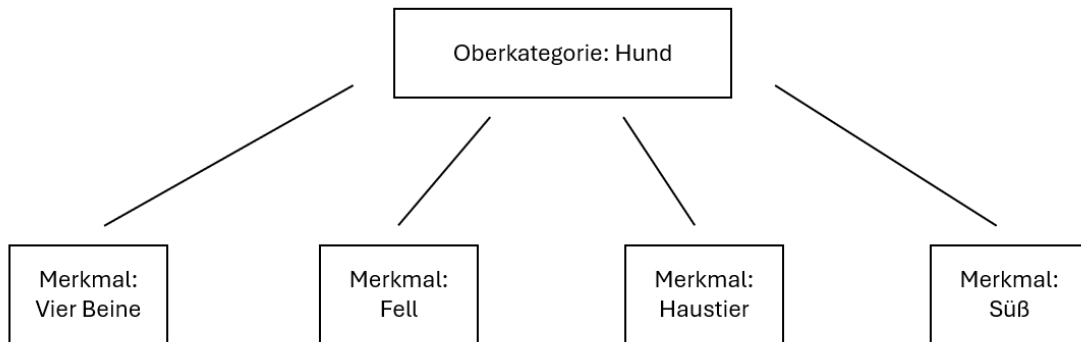 Oberkategorie: Hund
Merkmal:
Vier Beine
Merkmal:
Fell
Merkmal:
Haustier
Merkmal:
Süß